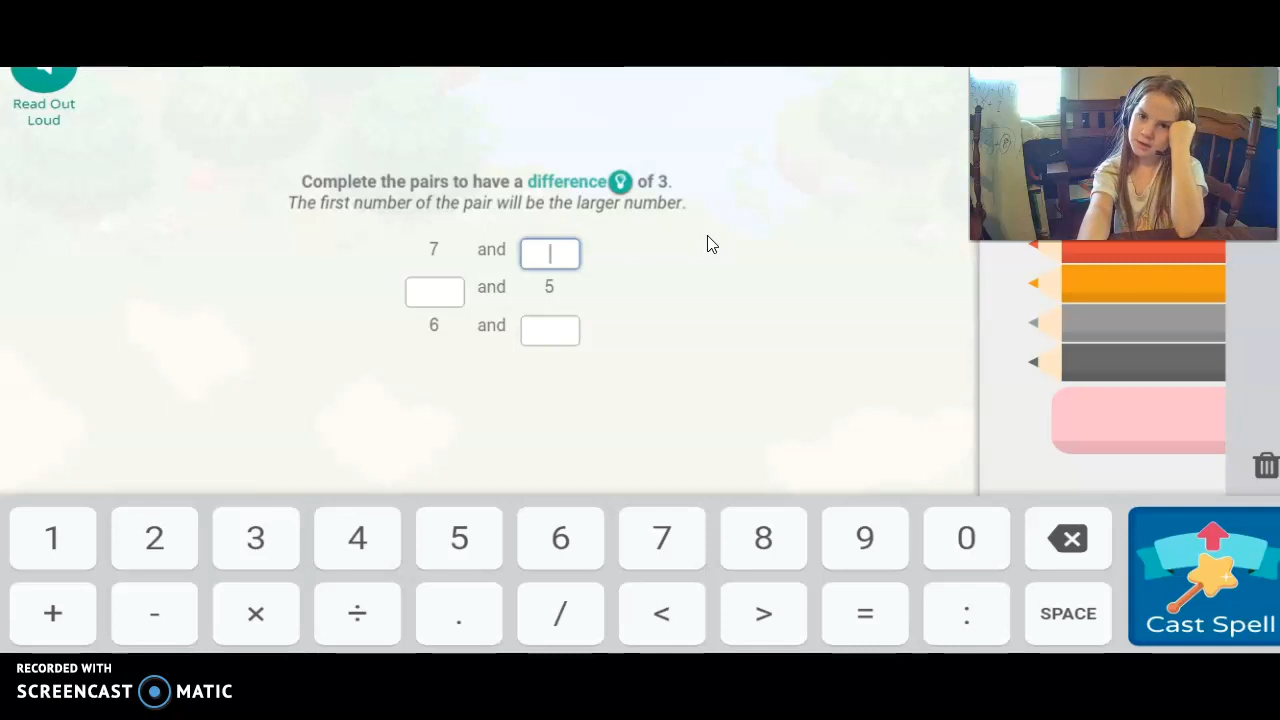 Read Out
Loud
Complete the pairs to have a difference of 3.
The first number of the pair will be the larger number.
7 and
and 5
6 and
1 2 3 4 5 6 7 8 9 0
+ - × ÷ . / < > = : SPACE
Cast Spell
RECORDED WITH
SCREENCAST MATIC